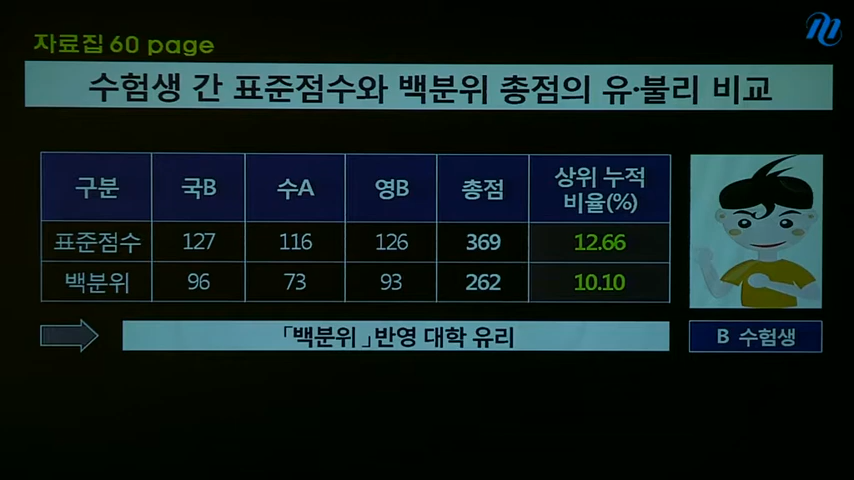 자료집 60 page
수험생 간 표준점수와 백분위 총점의 유·불리 비교
구분 국B 수A 영B 총점 상위 누적
비율(%)
표준점수 127 116 126 369 12.66
백분위 96 73 93 262 10.10
「백분위」반영 대학 유리
B 수험생